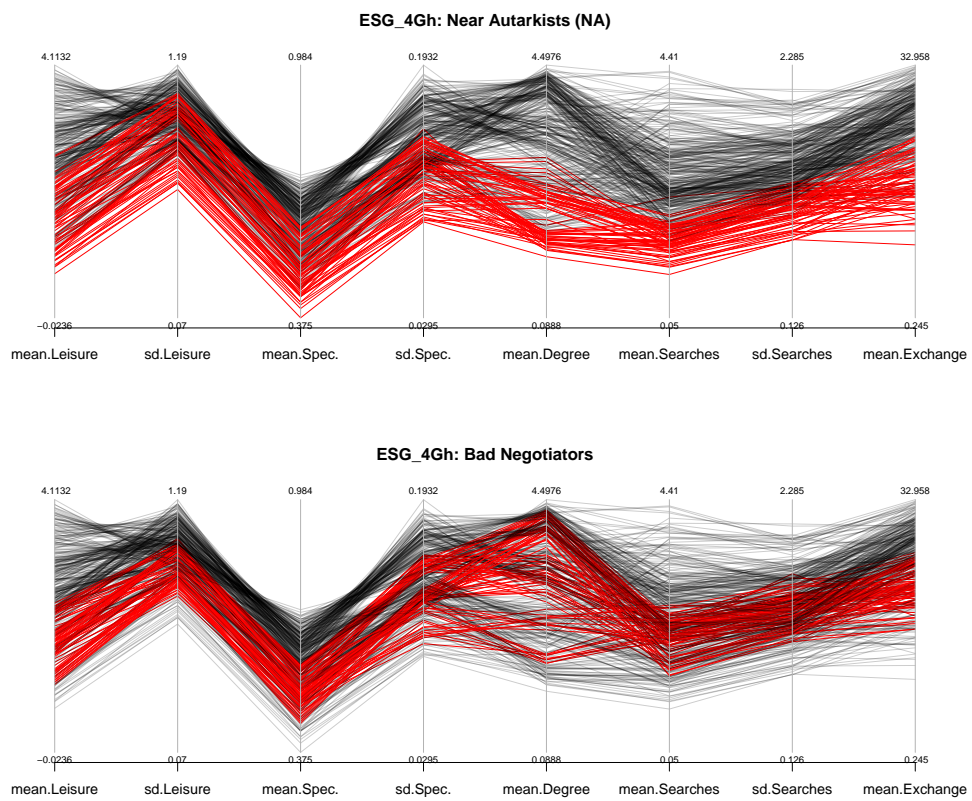 ESG_4Gh: Near Autarkists (NA)
4.1132 1.19 0.984 0.1932 4.4976 4.41 2.285 32.958
−0.0236 0.07 0.375 0.0295 0.0888 0.05 0.126 0.245
mean.Leisure sd.Leisure mean.Spec. sd.Spec. mean.Degree mean.Searches sd.Searches mean.Exchange
ESG_4Gh: Bad Negotiators
4.1132 1.19 0.984 0.1932 4.4976 4.41 2.285 32.958
−0.0236 0.07 0.375 0.0295 0.0888 0.05 0.126 0.245
mean.Leisure sd.Leisure mean.Spec. sd.Spec. mean.Degree mean.Searches sd.Searches mean.Exchange